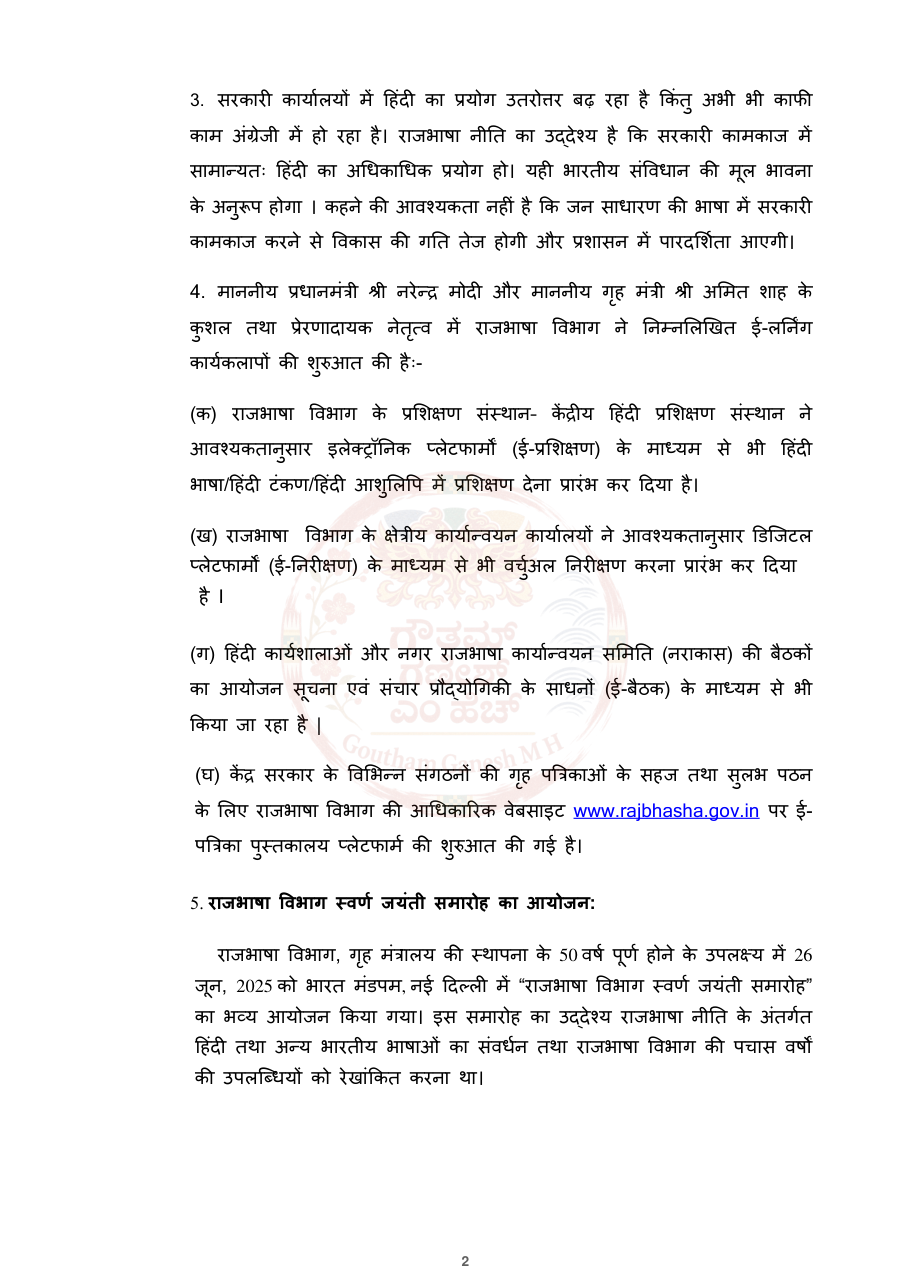 3. सरकारी कार्यालयों में हिंदी का प्रयोग उतरोत्तर बढ़ रहा है किंतु अभी भी काफी
काम अंग्रेजी में हो रहा है। राजभाषा नीति का उद्देश्य है कि सरकारी कामकाज में
सामान्यतः हिंदी का अधिकाधिक प्रयोग हो। यही भारतीय संविधान की मूल भावना
के अनुरूप होगा । कहने की आवश्यकता नहीं है कि जन साधारण की भाषा में सरकारी
कामकाज करने से विकास की गति तेज होगी और प्रशासन में पारदर्शिता आएगी।
4. माननीय प्रधानमंत्री श्री नरेन्द्र मोदी और माननीय गृह मंत्री श्री अमित शाह के
कुशल तथा प्रेरणादायक नेतृत्व में राजभाषा विभाग ने निम्नलिखित ई-लर्निंग
कार्यकलापों की शुरुआत की है:-
(क) राजभाषा विभाग के प्रशिक्षण संस्थान- केंद्रीय हिंदी प्रशिक्षण संस्थान ने
आवश्यकतानुसार इलेक्ट्रॉनिक प्लेटफार्मों (ई-प्रशिक्षण) के माध्यम से भी हिंदी
भाषा/हिंदी टंकण/हिंदी आशुलिपि में प्रशिक्षण देना प्रारंभ कर दिया है।
(ख) राजभाषा विभाग के क्षेत्रीय कार्यान्वयन कार्यालयों ने आवश्यकतानुसार डिजिटल
प्लेटफार्मों (ई-निरीक्षण) के माध्यम से भी वर्चुअल निरीक्षण करना प्रारंभ कर दिया
है ।
(ग) हिंदी कार्यशालाओं और नगर राजभाषा कार्यान्वयन समिति (नराकास) की बैठकों
का आयोजन सूचना एवं संचार प्रौद्योगिकी के साधनों (ई-बैठक) के माध्यम से भी
किया जा रहा है |
(घ) केंद्र सरकार के विभिन्न संगठनों की गृह पत्रिकाओं के सहज तथा सुलभ पठन
के लिए राजभाषा विभाग की आधिकारिक वेबसाइट www.rajbhasha.gov.in पर ई-
पत्रिका पुस्तकालय प्लेटफार्म की शुरुआत की गई है।
5. राजभाषा विभाग स्वर्ण जयंती समारोह का आयोजन:
राजभाषा विभाग, गृह मंत्रालय की स्थापना के 50 वर्ष पूर्ण होने के उपलक्ष्य में 26
जून, 2025 को भारत मंडपम, नई दिल्ली में “राजभाषा विभाग स्वर्ण जयंती समारोह”
का भव्य आयोजन किया गया। इस समारोह का उद्देश्य राजभाषा नीति के अंतर्गत
हिंदी तथा अन्य भारतीय भाषाओं का संवर्धन तथा राजभाषा विभाग की पचास वर्षों
की उपलब्धियों को रेखांकित करना था।
ಗೌತಮ್
ಗಣೇಶ್
ಎಂ ಹೆಚ್
Goutham Ganesh M H
2